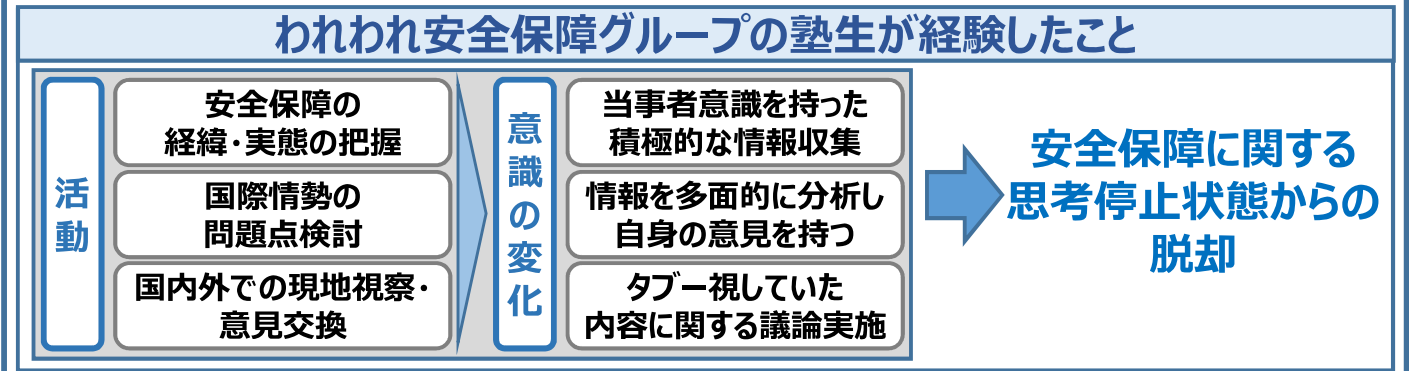 われわれ安全保障グループの塾生が経験したこと
活動
安全保障の
経緯・実態の把握
国際情勢の
問題点検討
国内外での現地視察・
意見交換
意識の変化
当事者意識を持った
積極的な情報収集
情報を多面的に分析し
自身の意見を持つ
タブー視していた
内容に関する議論実施
安全保障に関する
思考停止状態からの
脱却